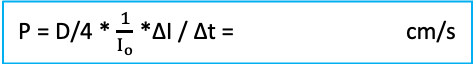 P = D/4 * 1/I₀ *ΔI / Δt = cm/s